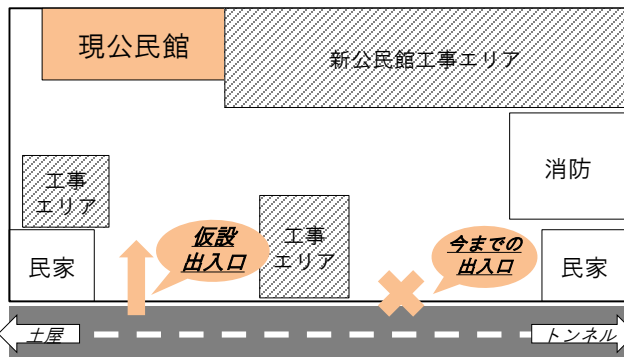 現公民館
新公民館工事エリア
消防
工事
エリア
仮設
出入口
工事
エリア
今までの
出入口
民家
民家
土屋
トンネル